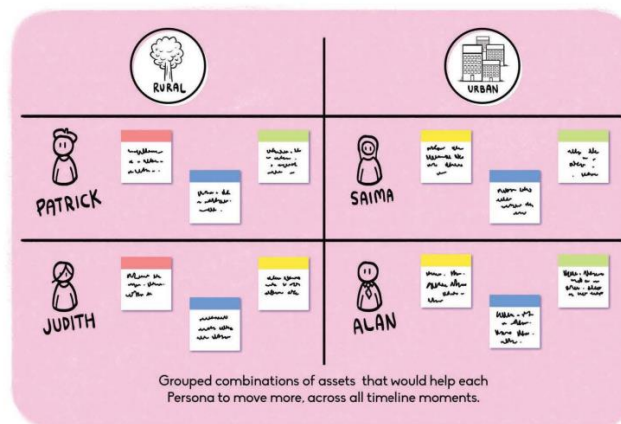 RURAL
URBAN
PATRICK
SAIMA
JUDITH
ALAN
Grouped combinations of assets that would help each
Persona to move more, across all timeline moments.